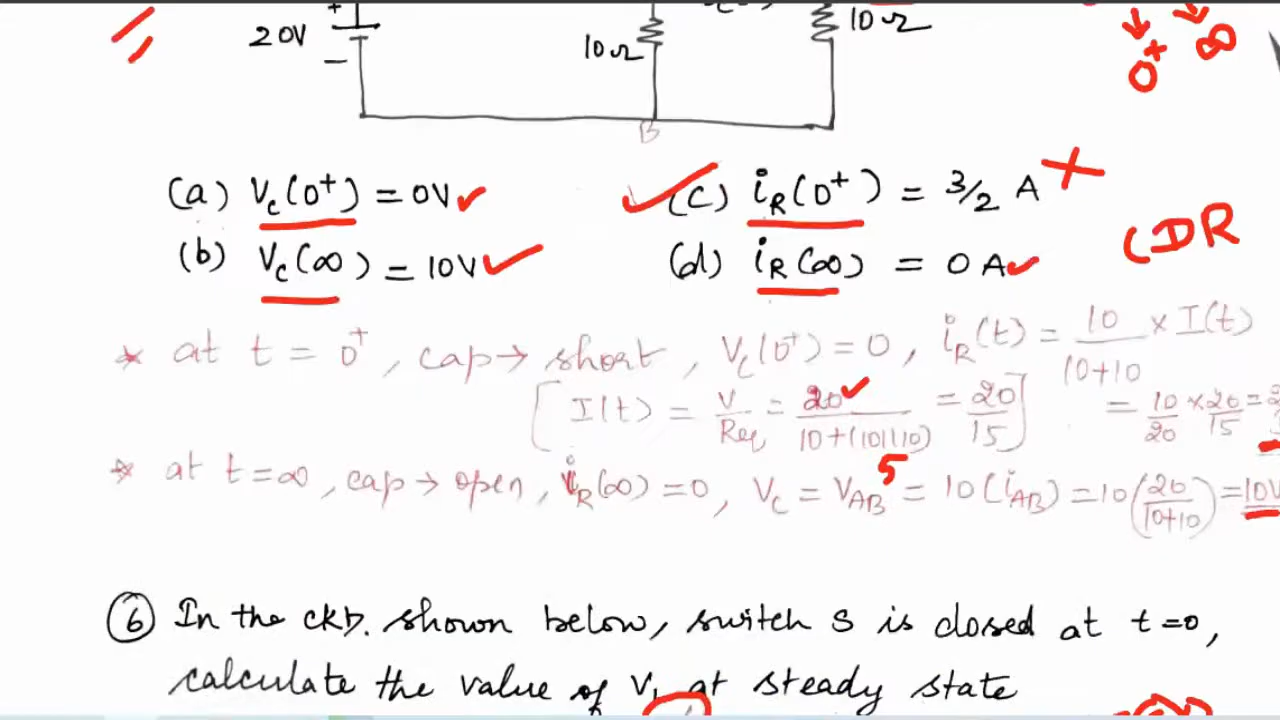 20V
+
−
10Ω
10Ω
0⁺ ∞
B
(a) Vc(0⁺) = 0V (c) iR(0⁺) = 3/2 A
(b) Vc(∞) = 10V (d) iR(∞) = 0 A
CDR
* at t = 0⁺, cap → short, Vc(0⁺) = 0, iR(t) = 10/(10+10) × I(t)
[ I(t) = V/Req = 20/(10+(10||10)) = 20/15 ] = 10/20 × 20/15 =
5
* at t=∞, cap → open, iR(∞) = 0, Vc = VAB = 10(iAB) = 10(20/(10+10)) = 10V
⑥ In the ckt. shown below, switch S is closed at t=0,
calculate the value of V1 at steady state